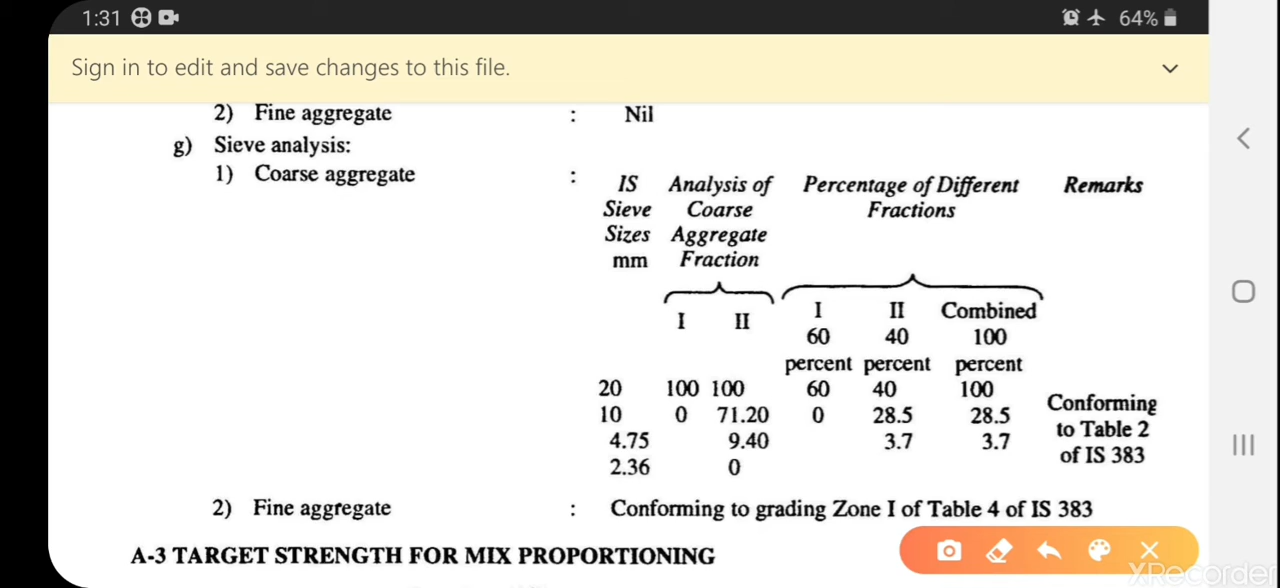 1:31 64%
Sign in to edit and save changes to this file.
2) Fine aggregate : Nil
g) Sieve analysis:
1) Coarse aggregate :
IS Analysis of Percentage of Different Remarks
Sieve Coarse Fractions
Sizes Aggregate
mm Fraction
I II I II Combined
60 40 100
percent percent percent
20 100 100 60 40 100
10 0 71.20 0 28.5 28.5
4.75 9.40 3.7 3.7
2.36 0
Conforming
to Table 2
of IS 383
2) Fine aggregate : Conforming to grading Zone I of Table 4 of IS 383
A-3 TARGET STRENGTH FOR MIX PROPORTIONING
XRecorder